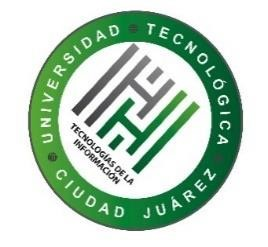 UNIVERSIDAD TECNOLÓGICA
CIUDAD JUÁREZ
TECNOLOGÍAS DE LA
INFORMACIÓN